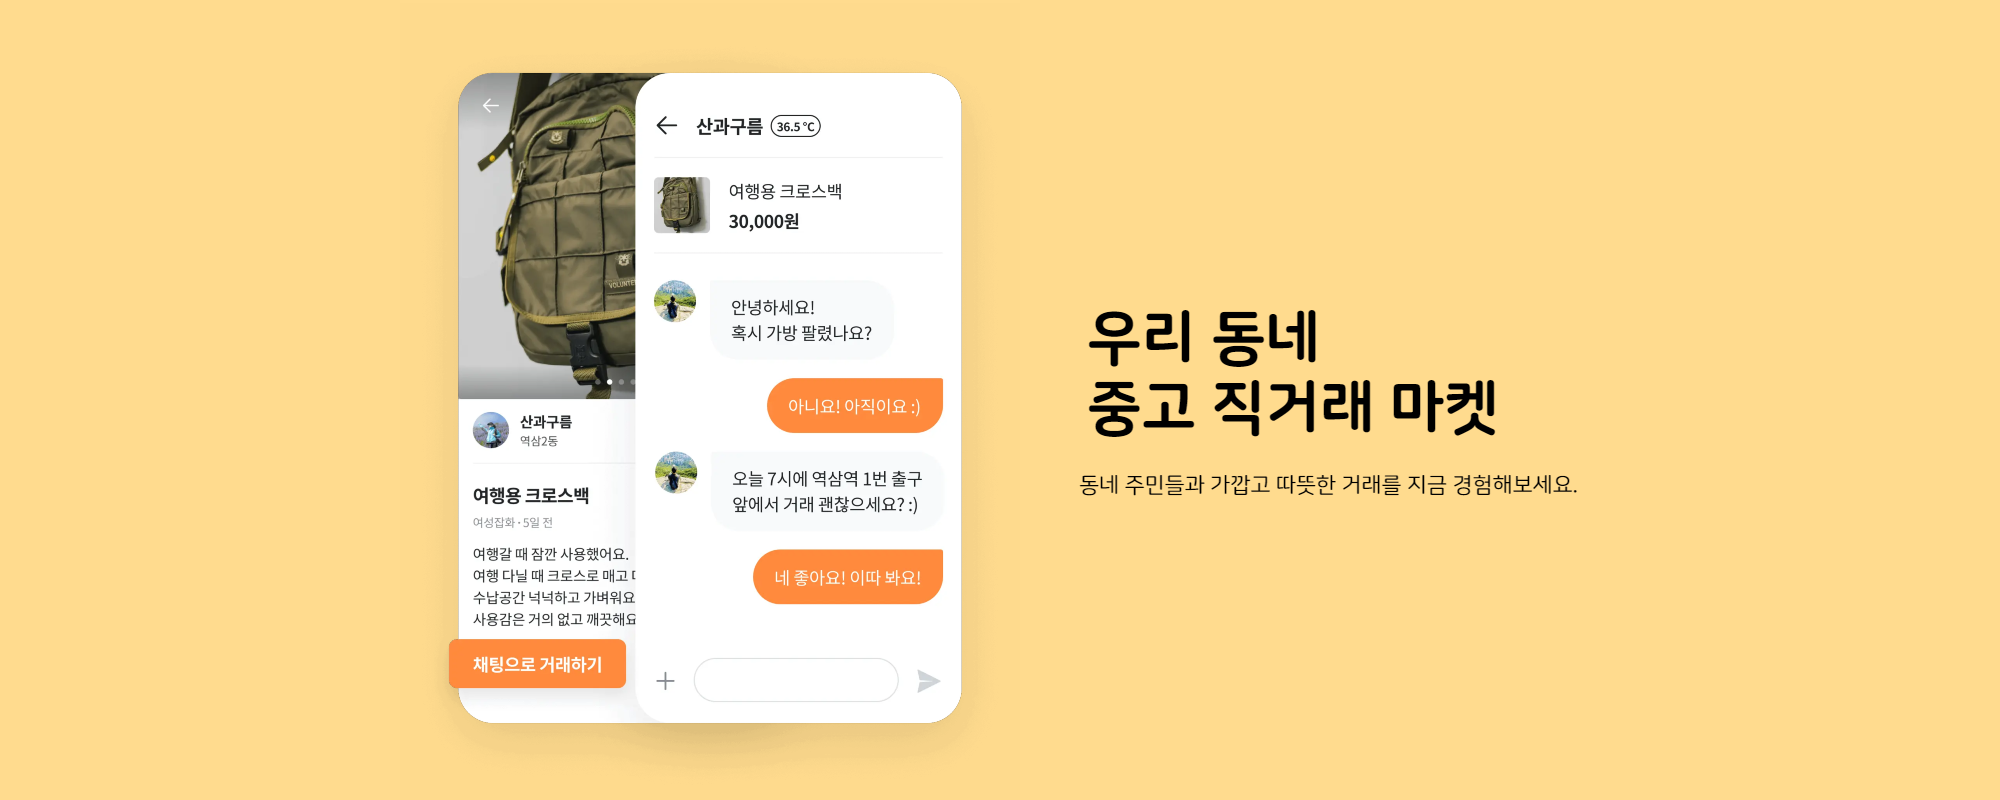 산과구름
역삼2동
여행용 크로스백
여성잡화 · 5일 전
여행갈 때 잠깐 사용했어요.
여행 다닐 때 크로스로 매고
수납공간 넉넉하고 가벼워요
사용감은 거의 없고 깨끗해요
채팅으로 거래하기
산과구름 36.5 °C
여행용 크로스백
30,000원
안녕하세요!
혹시 가방 팔렸나요?
아니요! 아직이요 :)
오늘 7시에 역삼역 1번 출구
앞에서 거래 괜찮으세요? :)
네 좋아요! 이따 봐요!
우리 동네
중고 직거래 마켓
동네 주민들과 가깝고 따뜻한 거래를 지금 경험해보세요.